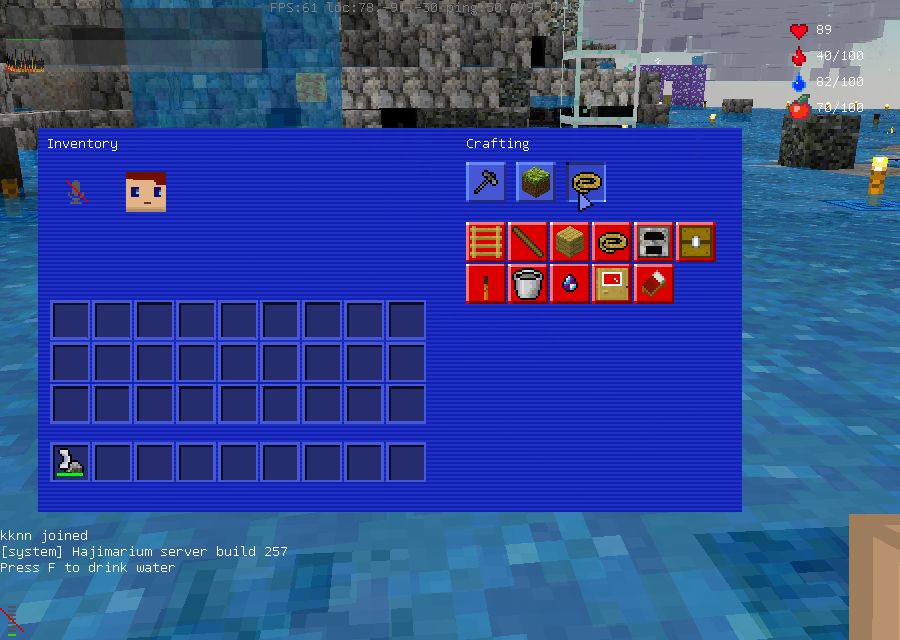 89
40/100
82/100
70/100
Inventory
Crafting
kknn joined
[system] Hajimarium server build 257
Press F to drink water